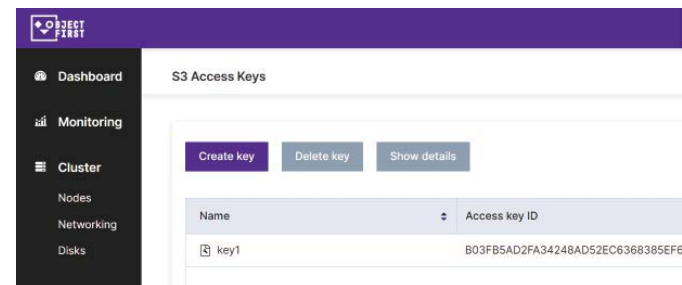 OBJECT
FIRST
Dashboard
S3 Access Keys
Monitoring
Create key
Delete key
Show details
Cluster
Nodes
Name
Access key ID
Networking
Disks
key1
B03FB5AD2FA34248AD52EC6368385EF6